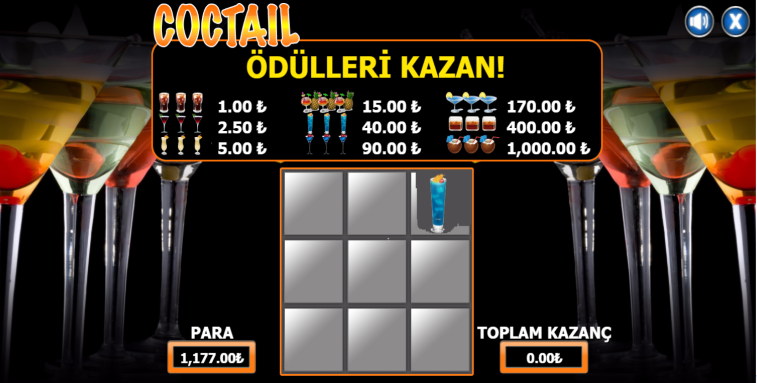 COCTAIL
X
ÖDÜLLERİ KAZAN!
1.00 ₺ 15.00 ₺ 170.00 ₺
2.50 ₺ 40.00 ₺ 400.00 ₺
5.00 ₺ 90.00 ₺ 1,000.00 ₺
PARA TOPLAM KAZANÇ
1,177.00₺ 0.00₺